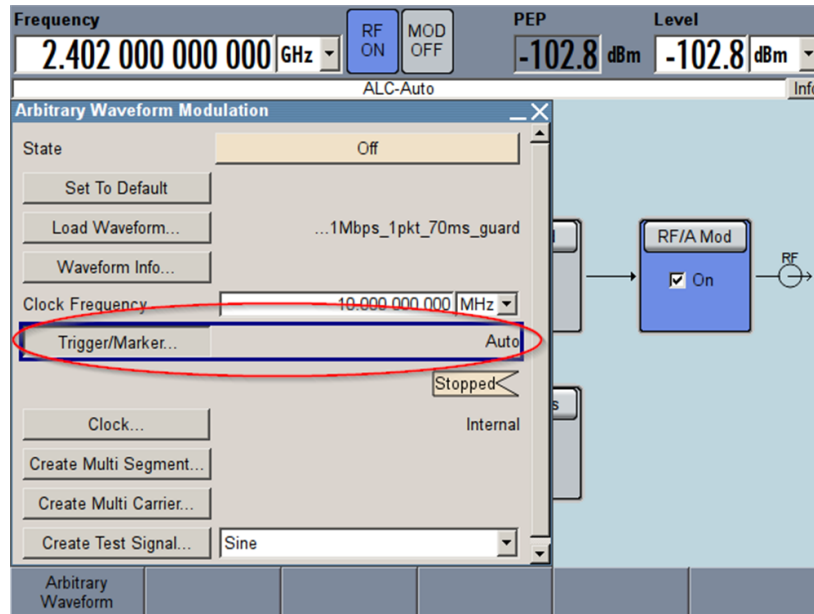 Frequency
2.402 000 000 000 GHz
RF
ON
MOD
OFF
PEP
-102.8 dBm
Level
-102.8 dBm
ALC-Auto
Info
Arbitrary Waveform Modulation
State Off
Set To Default
Load Waveform... ...1Mbps_1pkt_70ms_guard
Waveform Info...
Clock Frequency 10.000 000 000 MHz
Trigger/Marker... Auto
Stopped
Clock... Internal
Create Multi Segment...
Create Multi Carrier...
Create Test Signal... Sine
RF/A Mod
On
RF
Arbitrary
Waveform